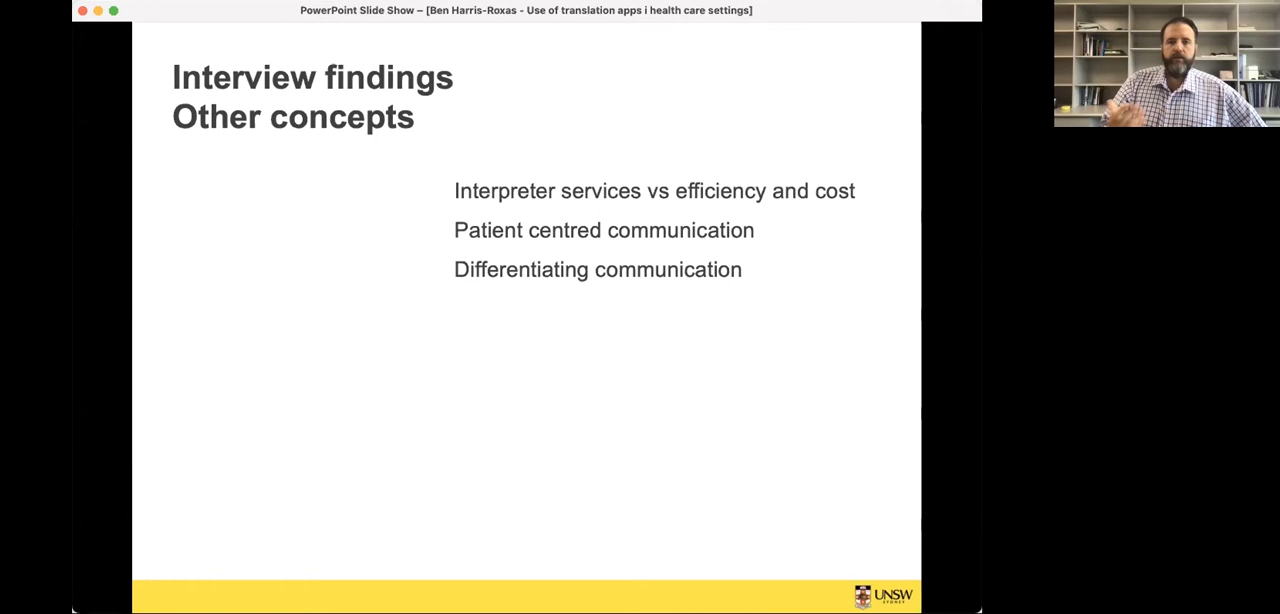 PowerPoint Slide Show – [Ben Harris-Roxas - Use of translation apps i health care settings]
Interview findings
Other concepts
Interpreter services vs efficiency and cost
Patient centred communication
Differentiating communication
UNSW
SYDNEY